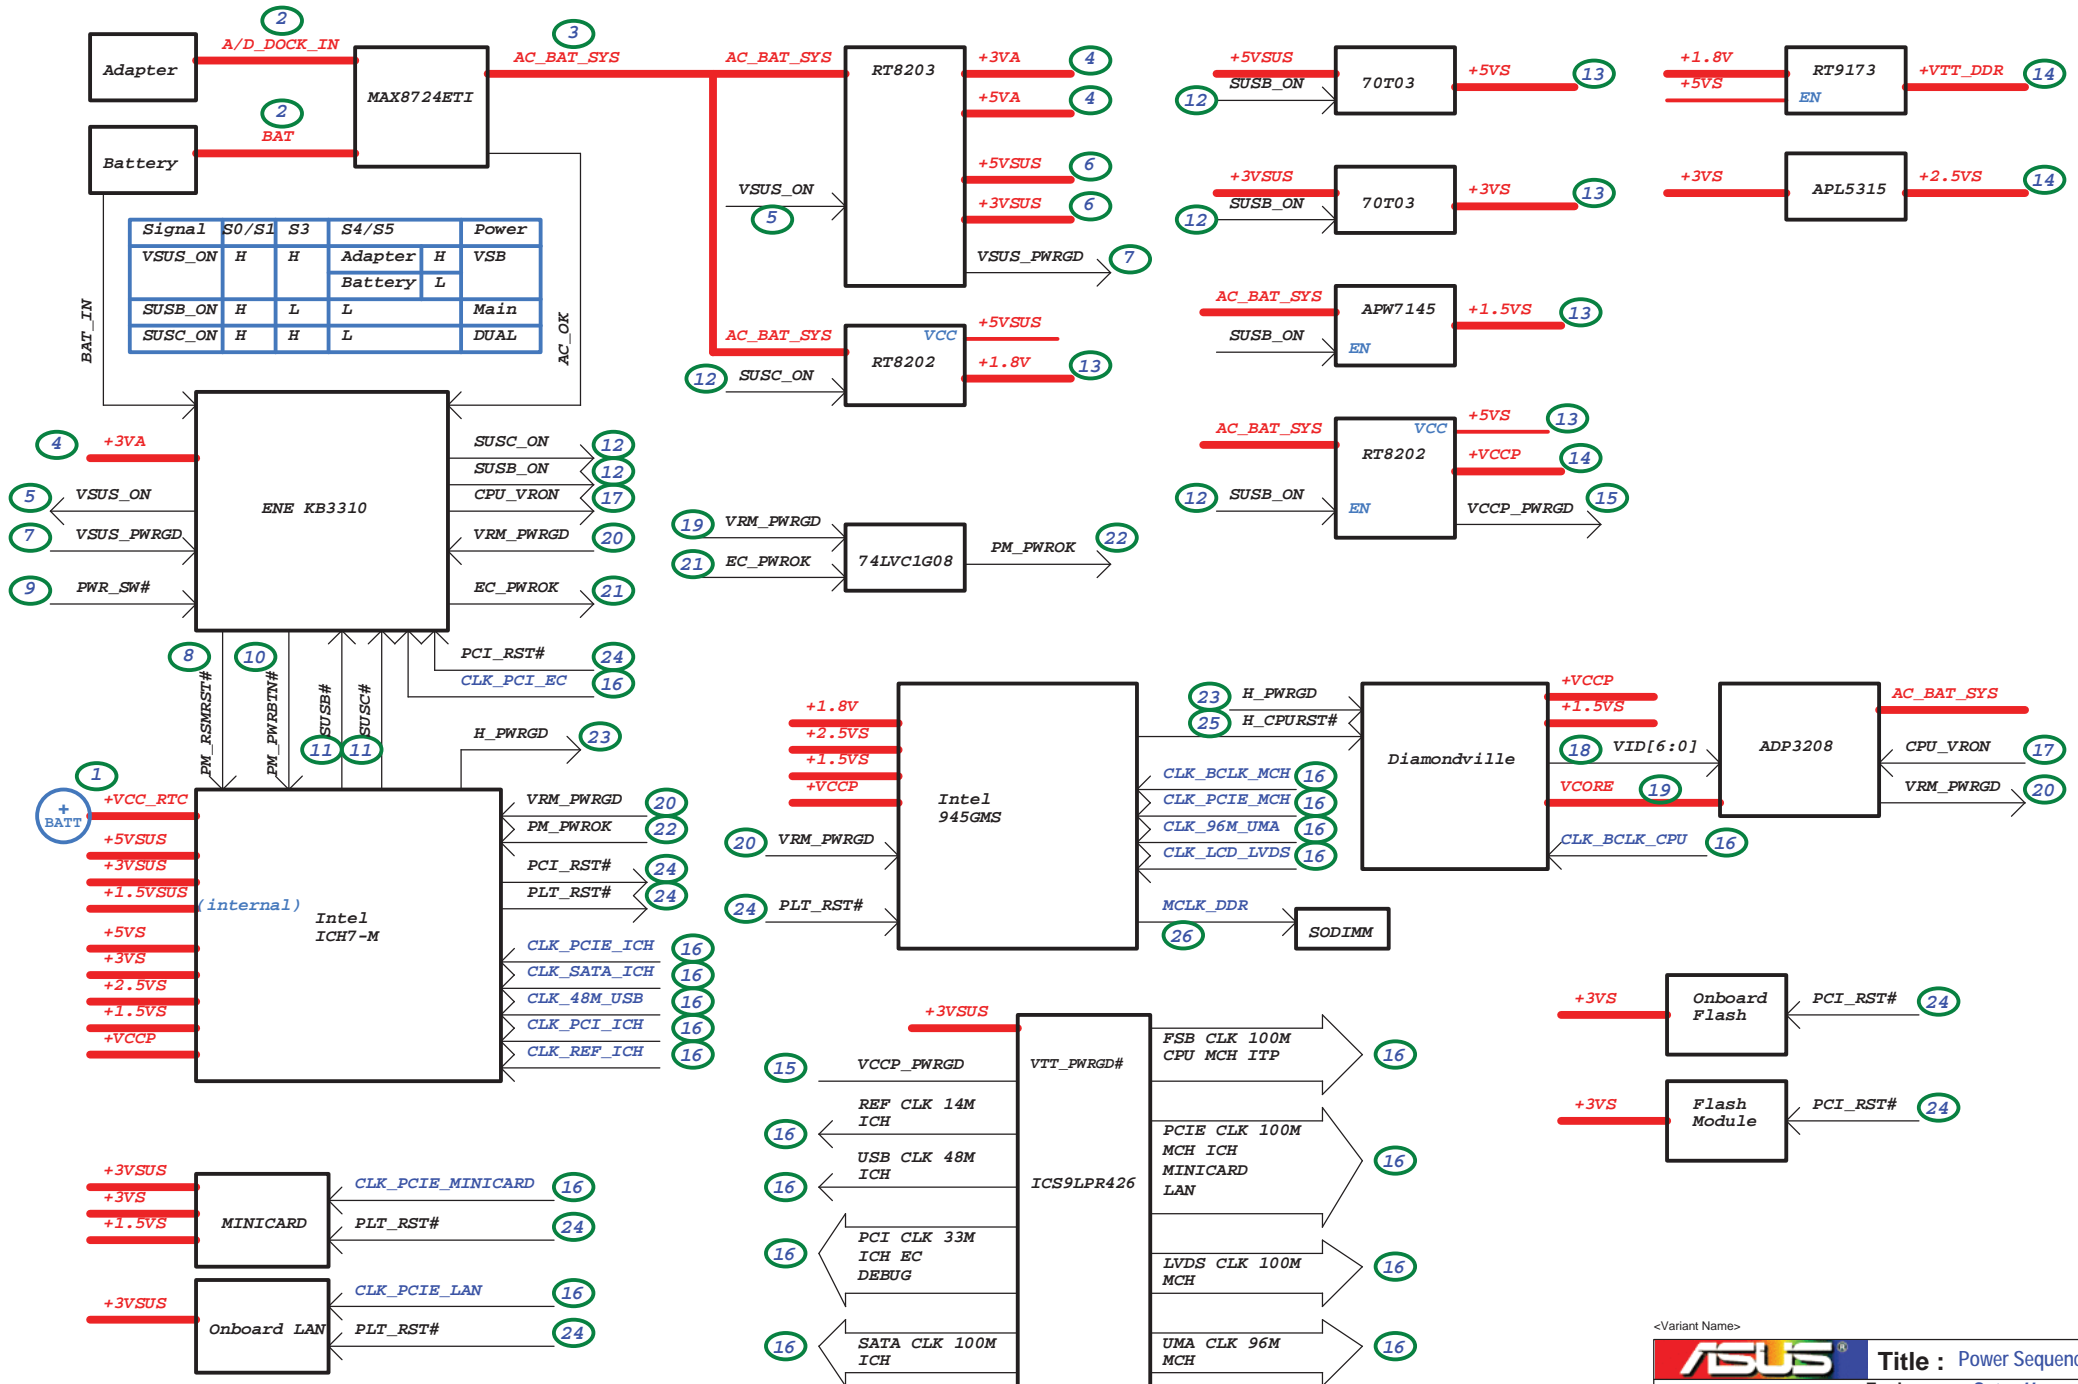 2
A/D_DOCK_IN
Adapter
2
BAT
Battery
MAX8724ETI
3
AC_BAT_SYS
AC_BAT_SYS
RT8203
+3VA 4
+5VA 4
+5VSUS 6
+3VSUS 6
VSUS_ON
5
VSUS_PWRGD 7
AC_BAT_SYS
VCC
+5VSUS
RT8202
+1.8V 13
12 SUSC_ON
+5VSUS
12 SUSB_ON
70T03
+5VS 13
+3VSUS
12 SUSB_ON
70T03
+3VS 13
AC_BAT_SYS
SUSB_ON
APW7145
EN
+1.5VS 13
AC_BAT_SYS
RT8202
VCC
+5VS 13
+VCCP 14
12 SUSB_ON
EN
VCCP_PWRGD 15
+1.8V
+5VS
RT9173
EN
+VTT_DDR 14
+3VS
APL5315
+2.5VS 14
Signal S0/S1 S3 S4/S5 Power
VSUS_ON H H Adapter H VSB
Battery L
SUSB_ON H L L Main
SUSC_ON H H L DUAL
BAT_IN
AC_OK
4 +3VA
5 VSUS_ON
7 VSUS_PWRGD
9 PWR_SW#
ENE KB3310
SUSC_ON 12
SUSB_ON 12
CPU_VRON 17
VRM_PWRGD 20
EC_PWROK 21
PCI_RST# 24
CLK_PCI_EC 16
8 PM_RSMRST#
10 PM_PWRBTN#
11 SUSB#
11 SUSC#
H_PWRGD 23
19 VRM_PWRGD
21 EC_PWROK
74LVC1G08
PM_PWROK 22
1
+
BATT
+VCC_RTC
+5VSUS
+3VSUS
+1.5VSUS
(internal)
+5VS
+3VS
+2.5VS
+1.5VS
+VCCP
Intel
ICH7-M
VRM_PWRGD 20
PM_PWROK 22
PCI_RST# 24
PLT_RST# 24
CLK_PCIE_ICH 16
CLK_SATA_ICH 16
CLK_48M_USB 16
CLK_PCI_ICH 16
CLK_REF_ICH 16
+1.8V
+2.5VS
+1.5VS
+VCCP
20 VRM_PWRGD
24 PLT_RST#
Intel
945GMS
23 H_PWRGD
25 H_CPURST#
CLK_BCLK_MCH 16
CLK_PCIE_MCH 16
CLK_96M_UMA 16
CLK_LCD_LVDS 16
MCLK_DDR
26
SODIMM
Diamondville
+VCCP
+1.5VS
18 VID[6:0]
VCORE 19
CLK_BCLK_CPU 16
ADP3208
AC_BAT_SYS
CPU_VRON 17
VRM_PWRGD 20
+3VSUS
15 VCCP_PWRGD
VTT_PWRGD#
REF CLK 14M
ICH
16
USB CLK 48M
ICH
16
PCI CLK 33M
ICH EC
DEBUG
16
SATA CLK 100M
ICH
16
ICS9LPR426
FSB CLK 100M
CPU MCH ITP
16
PCIE CLK 100M
MCH ICH
MINICARD
LAN
16
LVDS CLK 100M
MCH
16
UMA CLK 96M
MCH
16
+3VS
Onboard
Flash
PCI_RST# 24
+3VS
Flash
Module
PCI_RST# 24
+3VSUS
+3VS
+1.5VS
MINICARD
CLK_PCIE_MINICARD 16
PLT_RST# 24
+3VSUS
Onboard LAN
CLK_PCIE_LAN 16
PLT_RST# 24
<Variant Name>
ASUS ®
Title : Power Sequenc